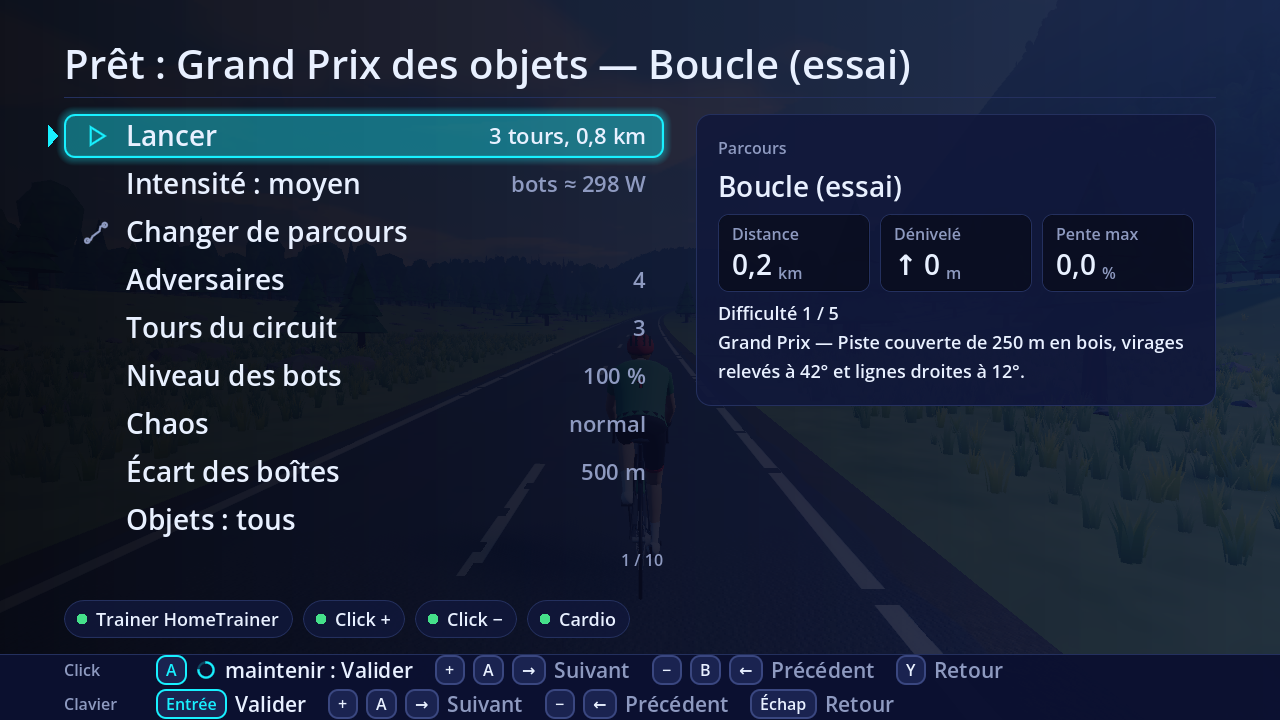 Prêt : Grand Prix des objets — Boucle (essai)
Lancer 3 tours, 0,8 km
Intensité : moyen bots ≈ 298 W
Changer de parcours
Adversaires 4
Tours du circuit 3
Niveau des bots 100 %
Chaos normal
Écart des boîtes 500 m
Objets : tous
1 / 10
Parcours
Boucle (essai)
Distance Dénivelé Pente max
0,2 km ↑ 0 m 0,0 %
Difficulté 1 / 5
Grand Prix — Piste couverte de 250 m en bois, virages
relevés à 42° et lignes droites à 12°.
Trainer HomeTrainer Click + Click − Cardio
Click A maintenir : Valider + A → Suivant − B ← Précédent Y Retour
Clavier Entrée Valider + A → Suivant − ← Précédent Échap Retour